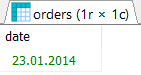 orders (1r × 1c)
date
23.01.2014